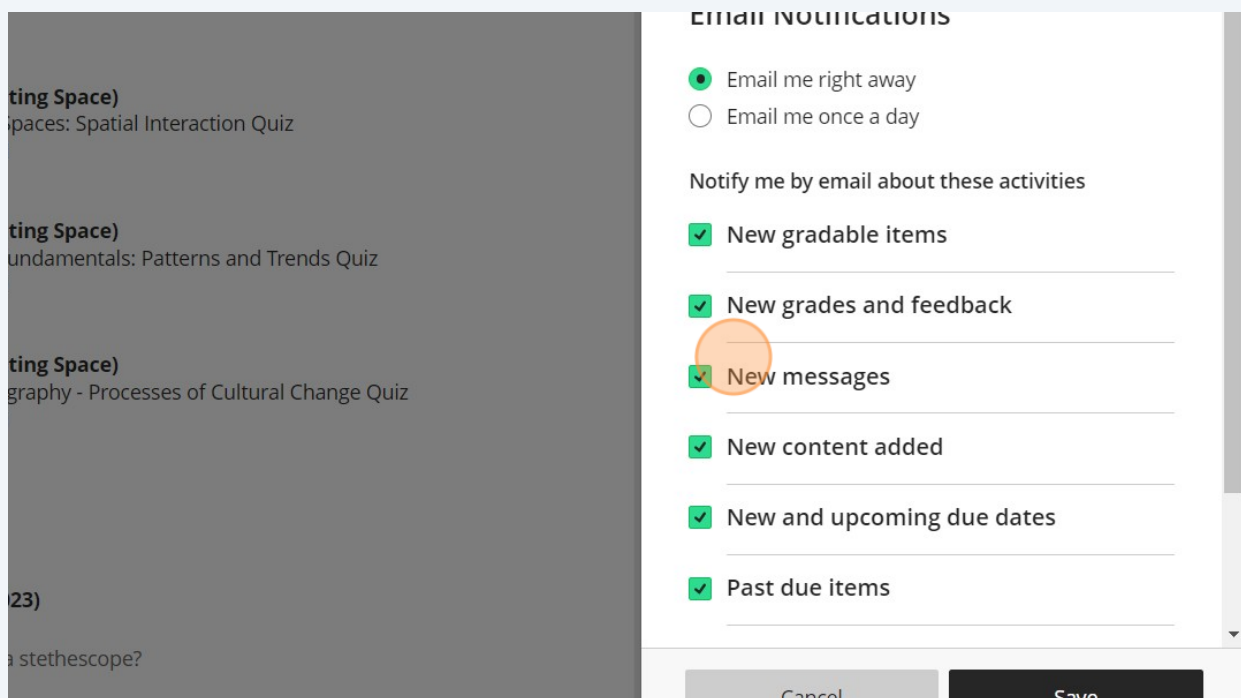 Email Notifications
Email me right away
Email me once a day
Notify me by email about these activities
New gradable items
New grades and feedback
New messages
New content added
New and upcoming due dates
Past due items
Cancel
Save
ting Space)
Spaces: Spatial Interaction Quiz
ting Space)
undamentals: Patterns and Trends Quiz
ting Space)
graphy - Processes of Cultural Change Quiz
23)
a stethescope?